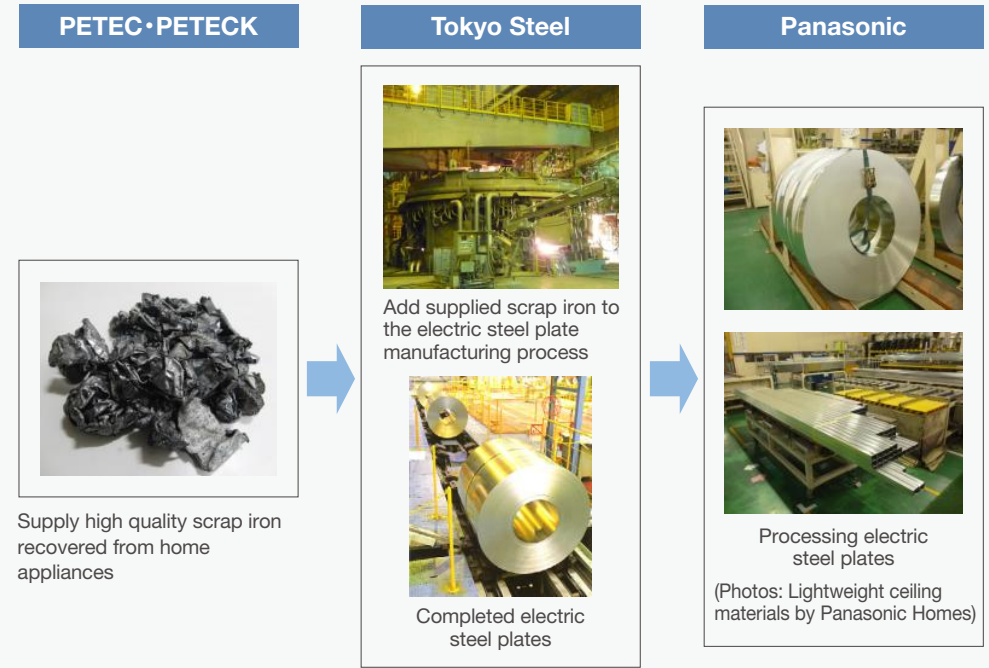 PETEC・PETECK
Supply high quality scrap iron
recovered from home
appliances
Tokyo Steel
Add supplied scrap iron to
the electric steel plate
manufacturing process
Completed electric
steel plates
Panasonic
Processing electric
steel plates
(Photos: Lightweight ceiling
materials by Panasonic Homes)